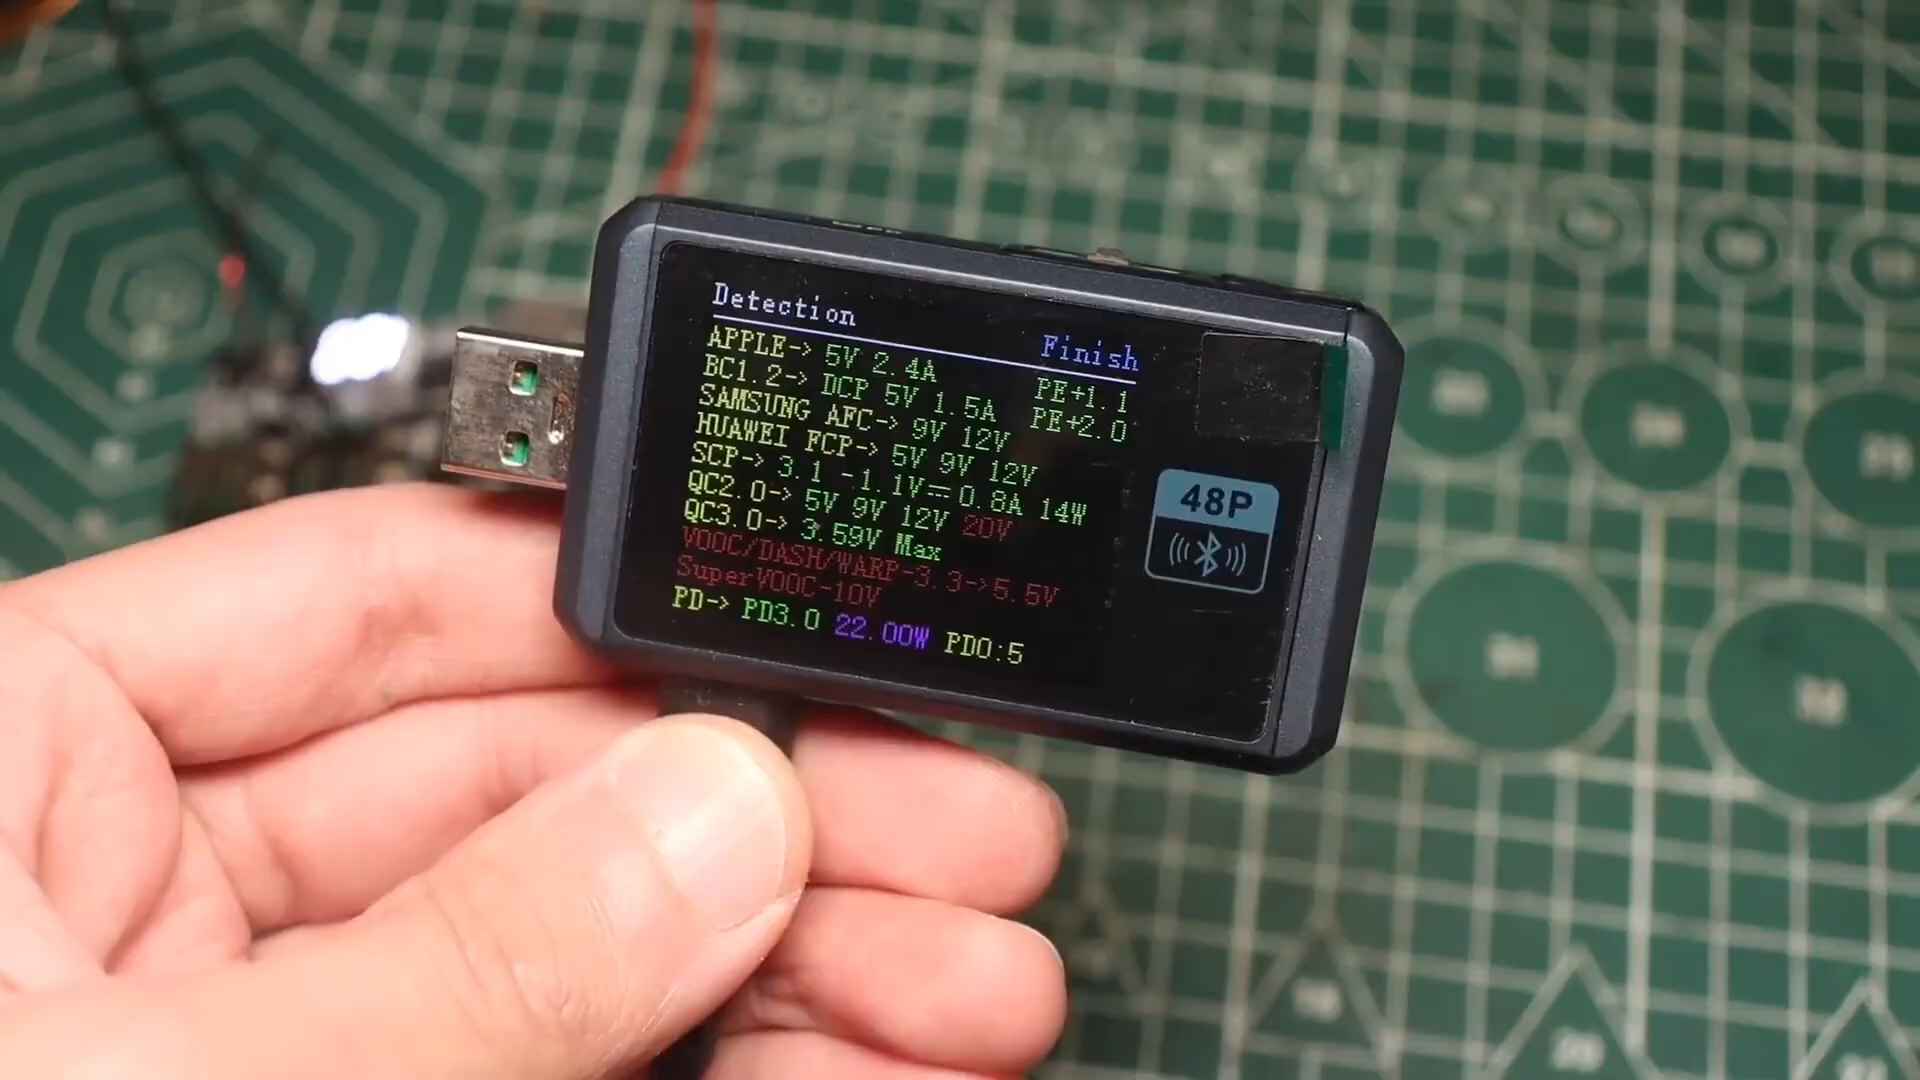 Detection
Finish
APPLE-> 5V 2.4A
PE+1.1
BC1.2-> DCP 5V 1.5A
PE+2.0
SAMSUNG AFC-> 9V 12V
HUAWEI FCP-> 5V 9V 12V
SCP-> 3.1 -1.1V⎓0.8A 14W
QC2.0-> 5V 9V 12V 20V
QC3.0-> 3.59V Max
VOOC/DASH/WARP-3.3->5.5V
SuperVOOC-10V
PD-> PD3.0 22.00W PDO:5
48P